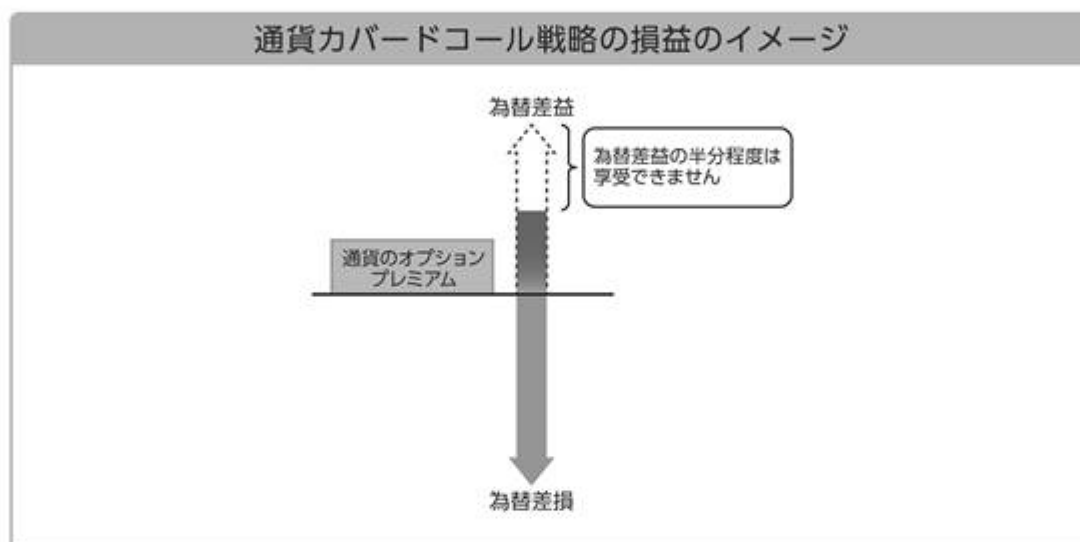 通貨カバードコール戦略の損益のイメージ
為替差益
為替差益の半分程度は
享受できません
通貨のオプション
プレミアム
為替差損